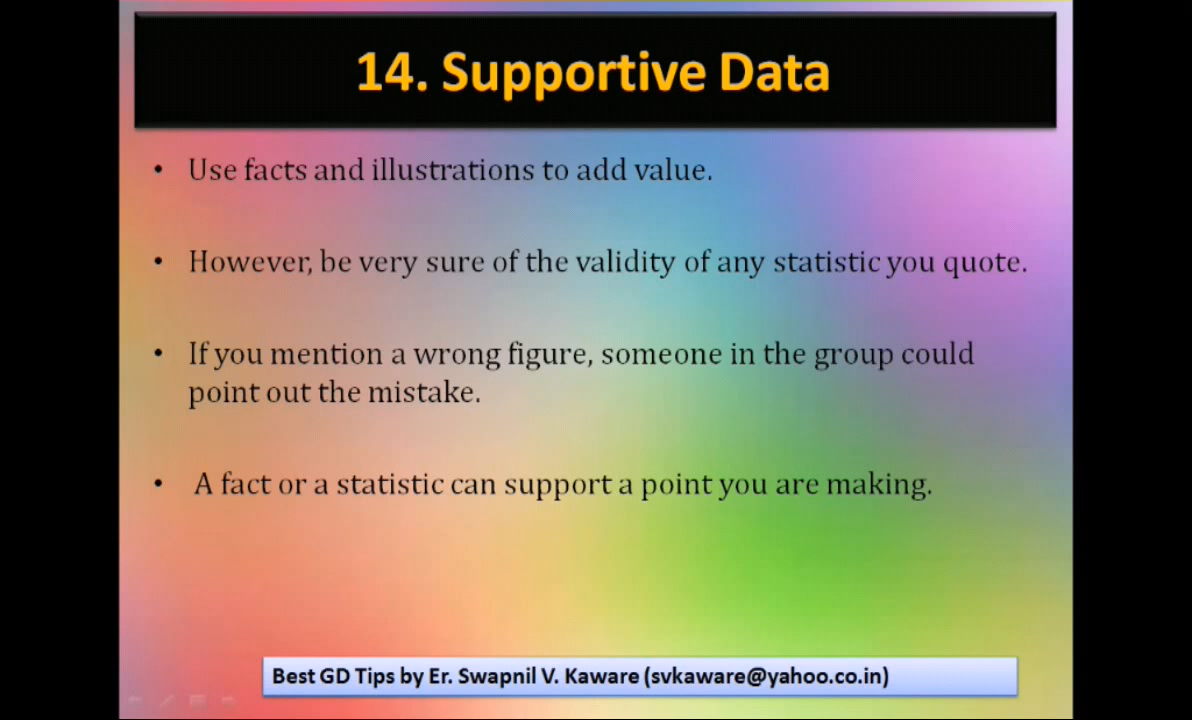 14. Supportive Data
• Use facts and illustrations to add value.
• However, be very sure of the validity of any statistic you quote.
• If you mention a wrong figure, someone in the group could
point out the mistake.
• A fact or a statistic can support a point you are making.
Best GD Tips by Er. Swapnil V. Kaware (svkaware@yahoo.co.in)